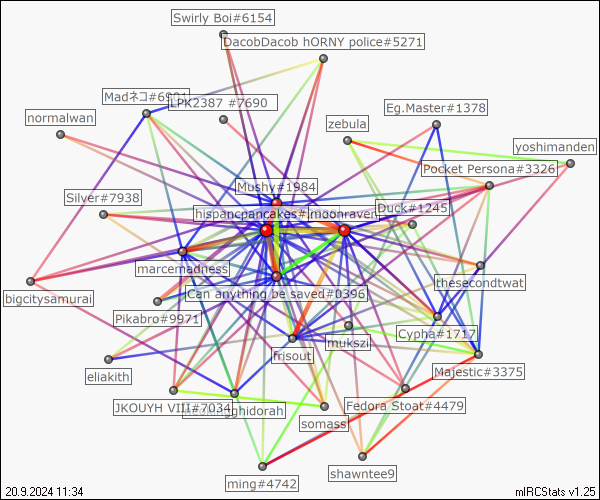 Swirly Boi#6154
DacobDacob hORNY police#5271
Madネコ#6901
LPK2387 #7690
Eg.Master#1378
normalwan
zebula
yoshimanden
Pocket Persona#3326
Mushy#1984
Silver#7938
hispancpancakes#
moonraven
Duck#1245
marcemadness
thesecondtwat
Can anything be saved#0396
bigcitysamurai
Pikabro#9971
Cypha#1717
mukszi
frisout
Majestic#3375
eliakith
JKOUYH VIII#7034
ghidorah
Fedora Stoat#4479
somass
shawntee9
ming#4742
20.9.2024 11:34
mIRCStats v1.25